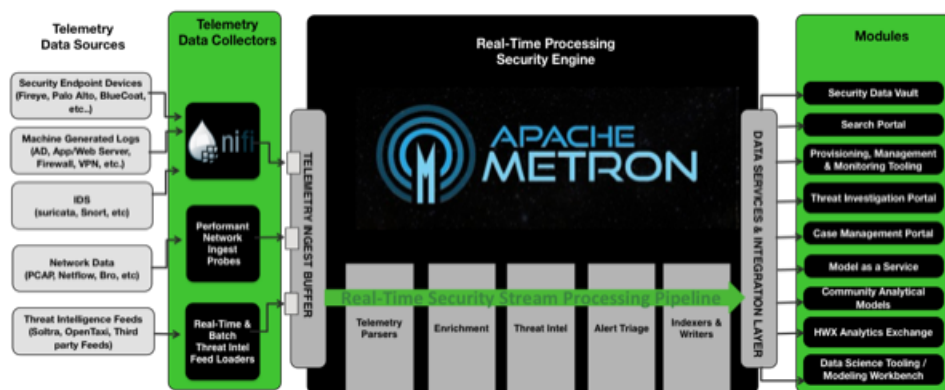 Telemetry
Data Sources
Security Endpoint Devices
(Fireye, Palo Alto, BlueCoat,
etc..)
Machine Generated Logs
(AD, App/Web Server,
Firewall, VPN, etc.)
IDS
(suricata, Snort, etc)
Network Data
(PCAP, Netflow, Bro, etc)
Threat Intelligence Feeds
(Soltra, OpenTaxi, Third
party Feeds)
Telemetry
Data Collectors
nifi
Performant
Network
Ingest
Probes
Real-Time &
Batch
Threat Intel
Feed Loaders
TELEMETRY INGEST BUFFER
Real-Time Processing
Security Engine
APACHE
METRON
Real-Time Security Stream Processing Pipeline
Telemetry
Parsers
Enrichment
Threat Intel
Alert Triage
Indexers &
Writers
DATA SERVICES & INTEGRATION LAYER
Modules
Security Data Vault
Search Portal
Provisioning, Management
& Monitoring Tooling
Threat Investigation Portal
Case Management Portal
Model as a Service
Community Analytical
Models
HWX Analytics Exchange
Data Science Tooling /
Modeling Workbench